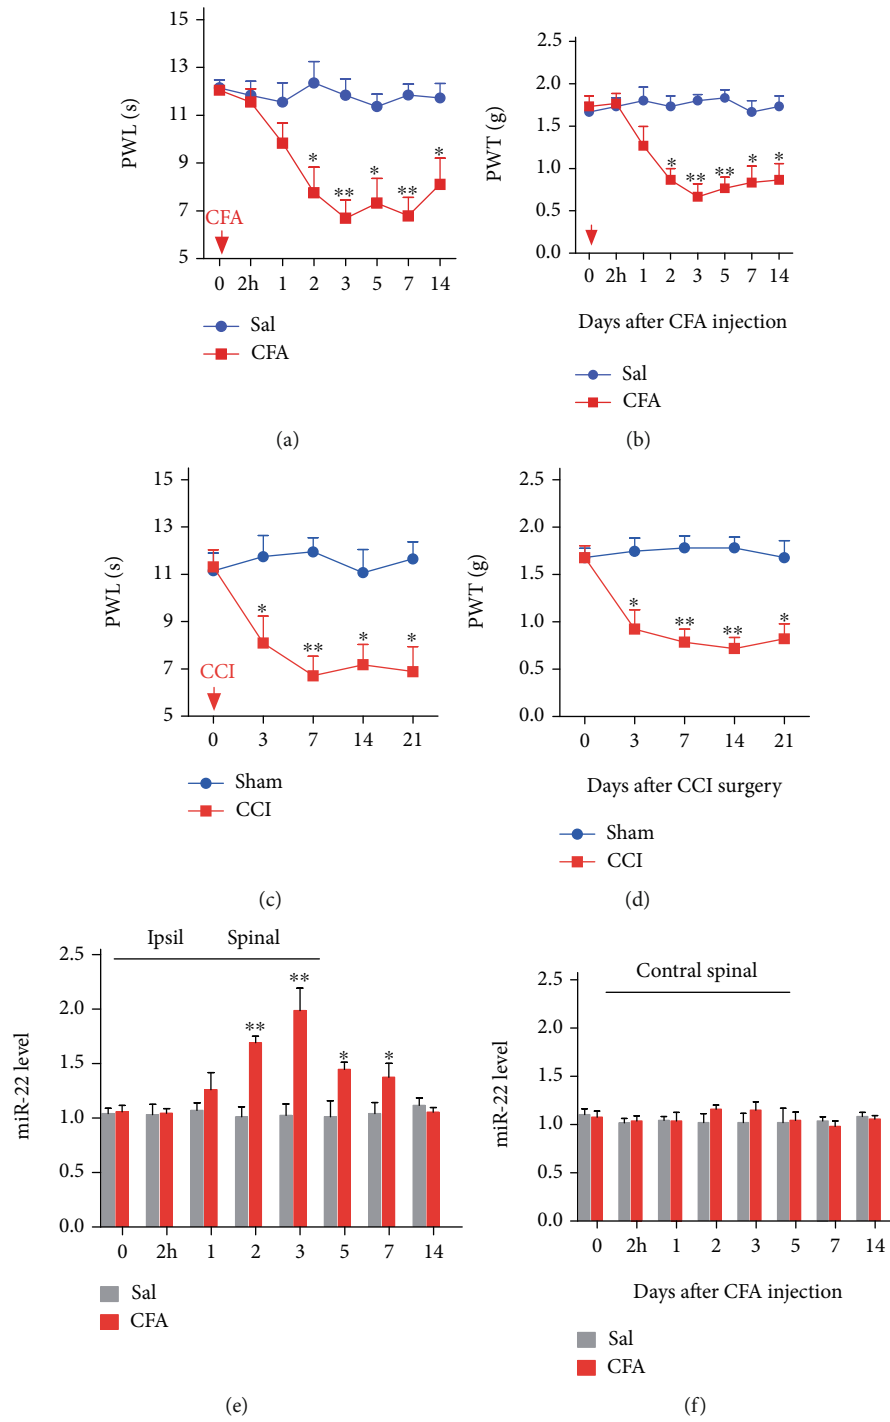 15
13
11
9
7
5
PWL (s)
CFA
* ** * ** *
0 2h 1 2 3 5 7 14
Sal
CFA
(a)
2.5
2.0
1.5
1.0
0.5
0.0
PWT (g)
* ** ** * *
0 2h 1 2 3 5 7 14
Days after CFA injection
Sal
CFA
(b)
15
13
11
9
7
5
PWL (s)
CCI
* ** * *
0 3 7 14 21
Sham
CCI
(c)
2.5
2.0
1.5
1.0
0.5
0.0
PWT (g)
* ** ** *
0 3 7 14 21
Days after CCI surgery
Sham
CCI
(d)
Ipsil Spinal
2.5
2.0
1.5
1.0
0.5
0.0
miR-22 level
** ** * *
0 2h 1 2 3 5 7 14
Sal
CFA
(e)
Contral spinal
2.5
2.0
1.5
1.0
0.5
0.0
miR-22 level
0 2h 1 2 3 5 7 14
Days after CFA injection
Sal
CFA
(f)